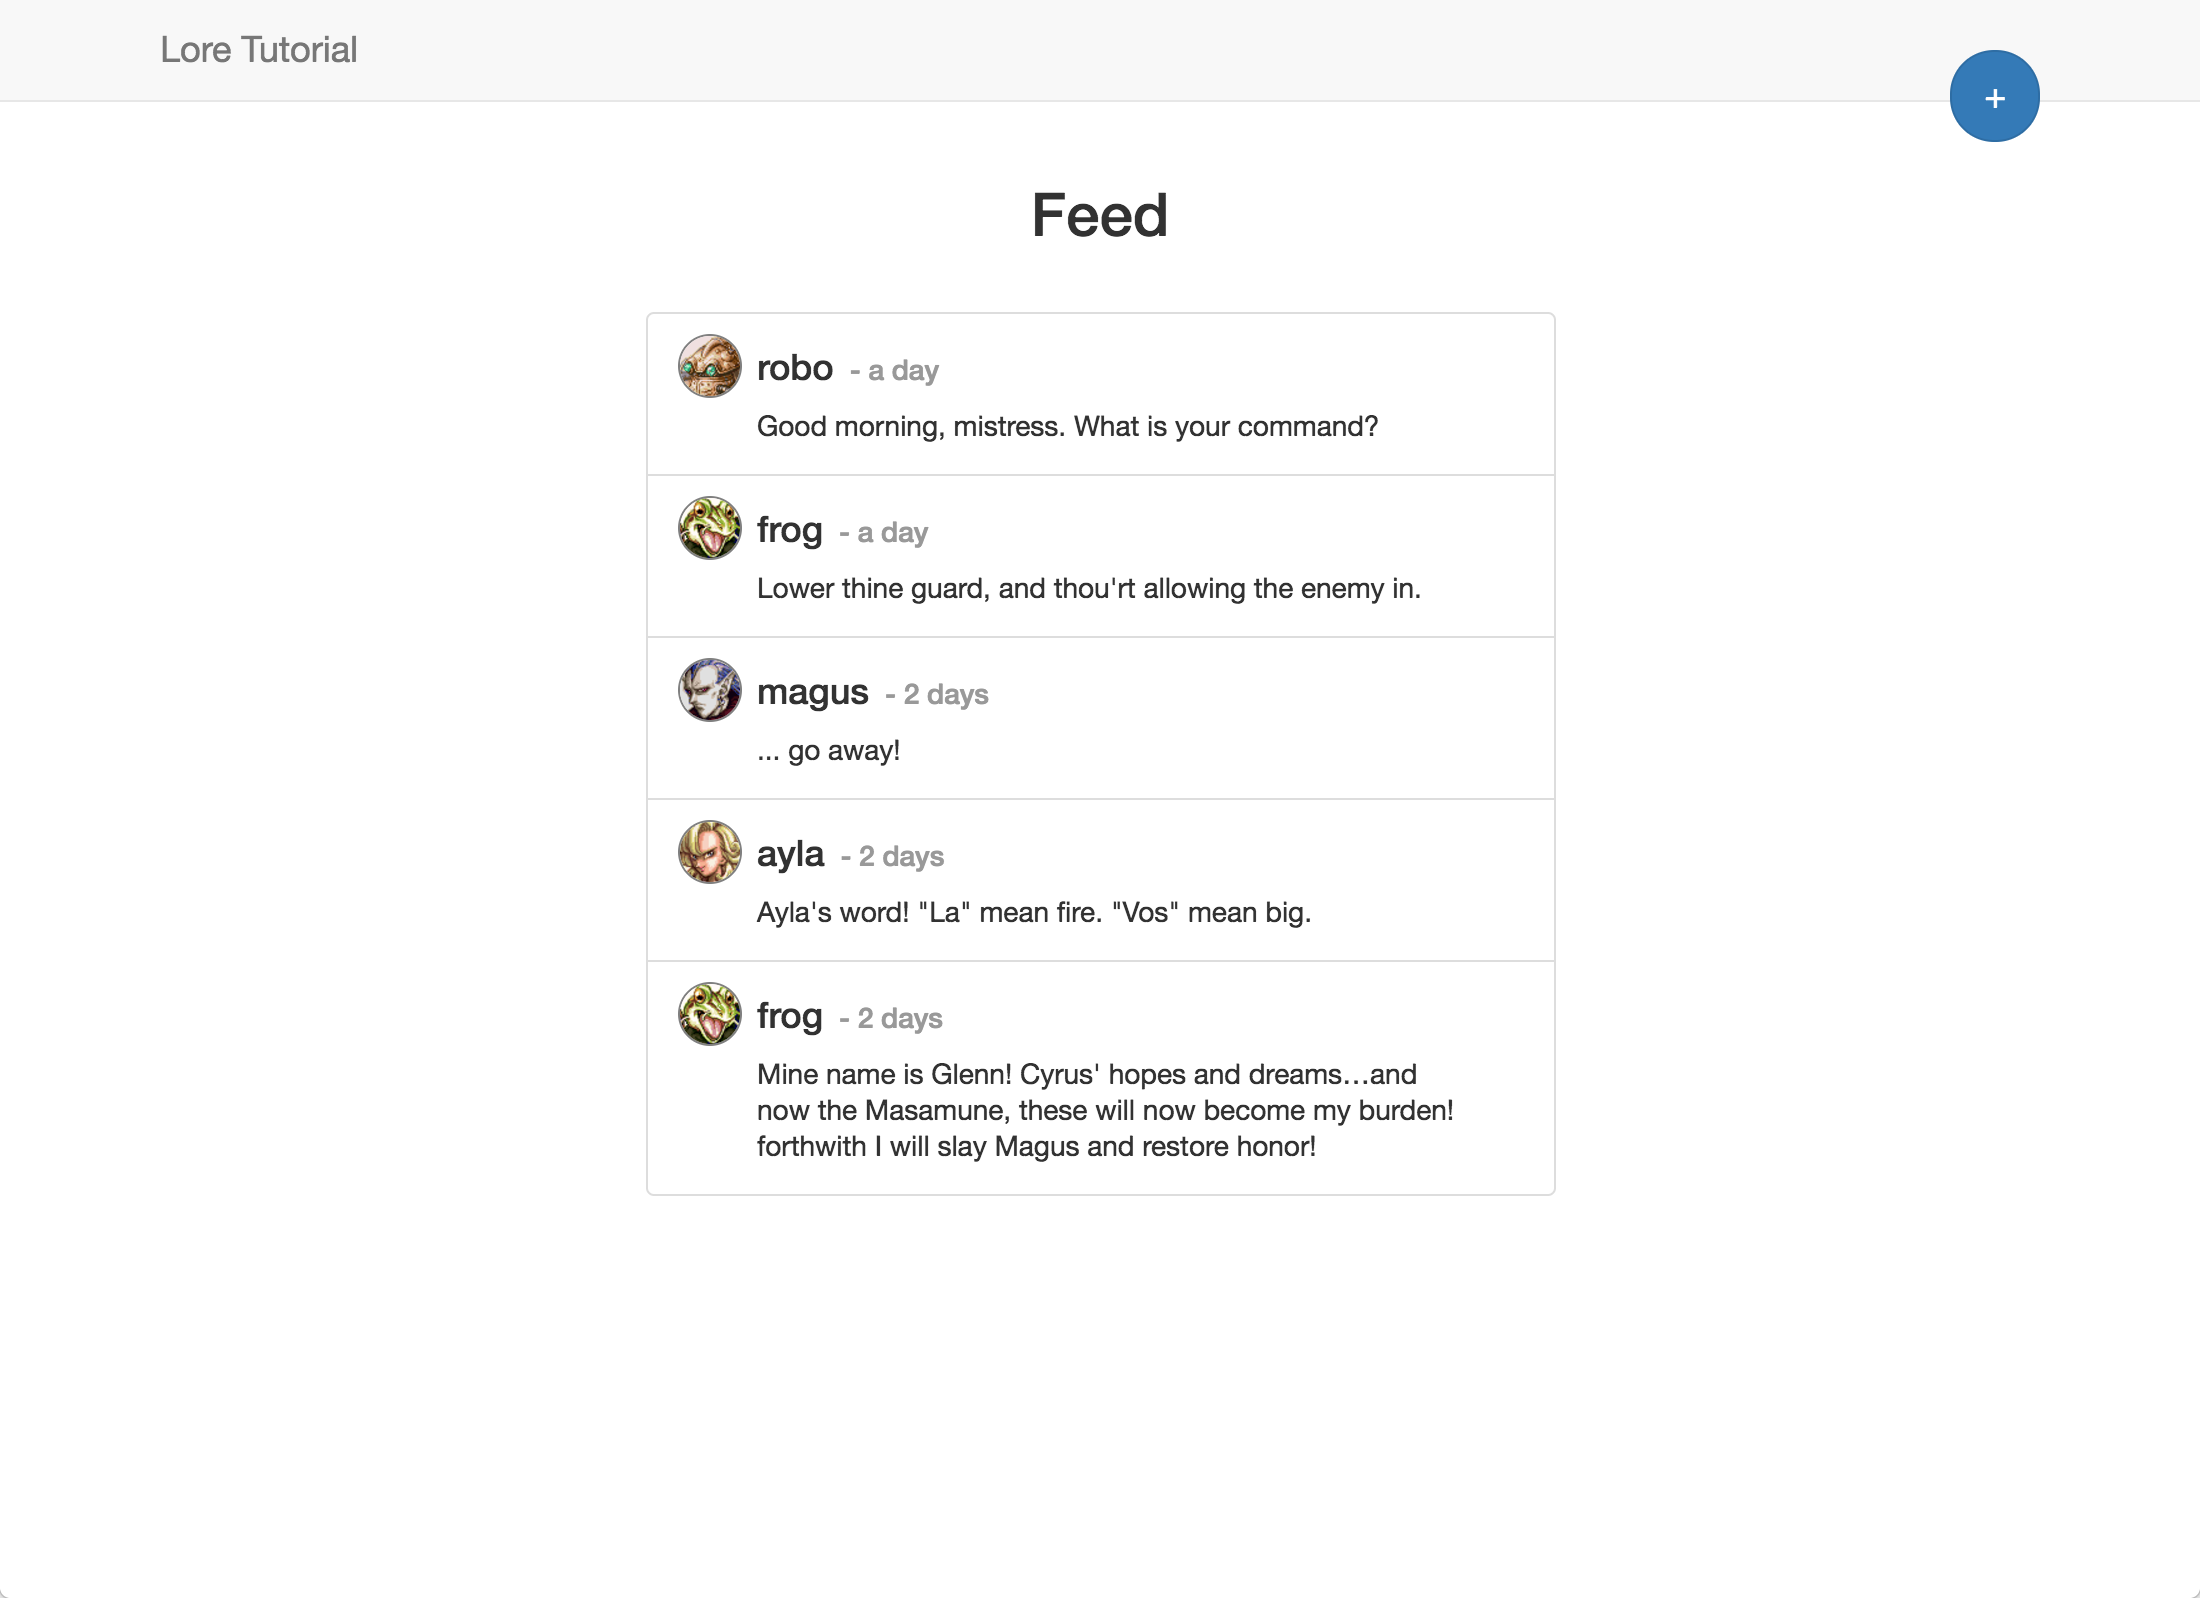 Lore Tutorial
+
Feed
robo - a day
Good morning, mistress. What is your command?
frog - a day
Lower thine guard, and thou'rt allowing the enemy in.
magus - 2 days
... go away!
ayla - 2 days
Ayla's word! "La" mean fire. "Vos" mean big.
frog - 2 days
Mine name is Glenn! Cyrus' hopes and dreams…and
now the Masamune, these will now become my burden!
forthwith I will slay Magus and restore honor!